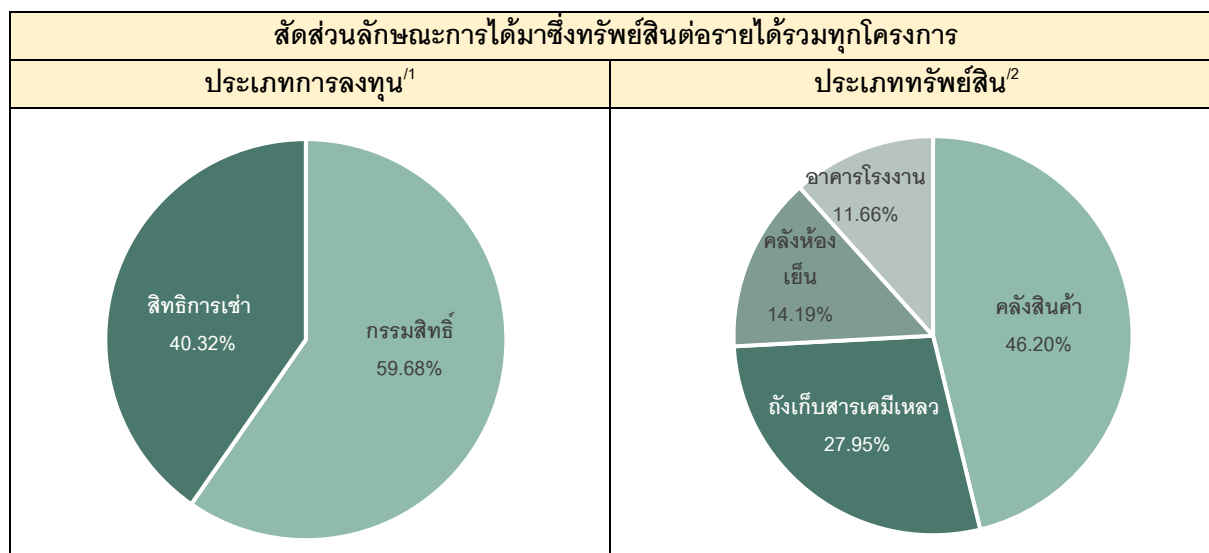 สัดส่วนลักษณะการได้มาซึ่งทรัพย์สินต่อรายได้รวมทุกโครงการ
ประเภทการลงทุน/1
ประเภททรัพย์สิน/2
สิทธิการเช่า
40.32%
กรรมสิทธิ์
59.68%
อาคารโรงงาน
11.66%
คลังห้อง
เย็น
14.19%
คลังสินค้า
46.20%
ถังเก็บสารเคมีเหลว
27.95%